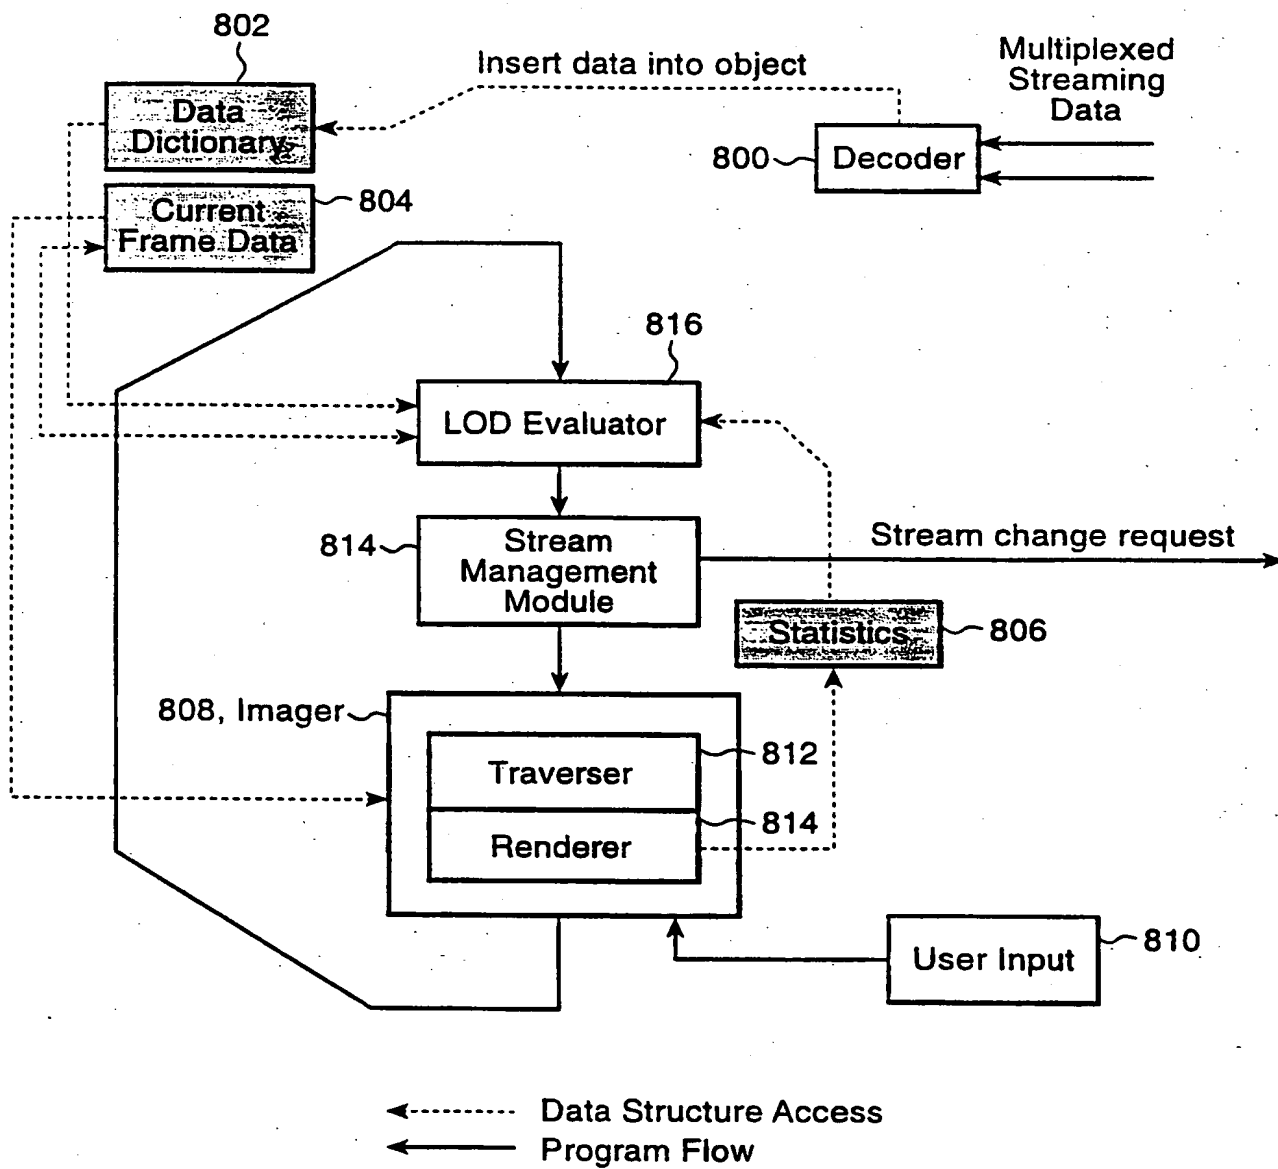 802
Insert data into object
Multiplexed
Streaming
Data
Data
Dictionary
800
Decoder
Current
Frame Data
804
816
LOD Evaluator
814
Stream
Management
Module
Stream change request
Statistics
806
808, Imager
Traverser
812
Renderer
814
User Input
810
Data Structure Access
Program Flow